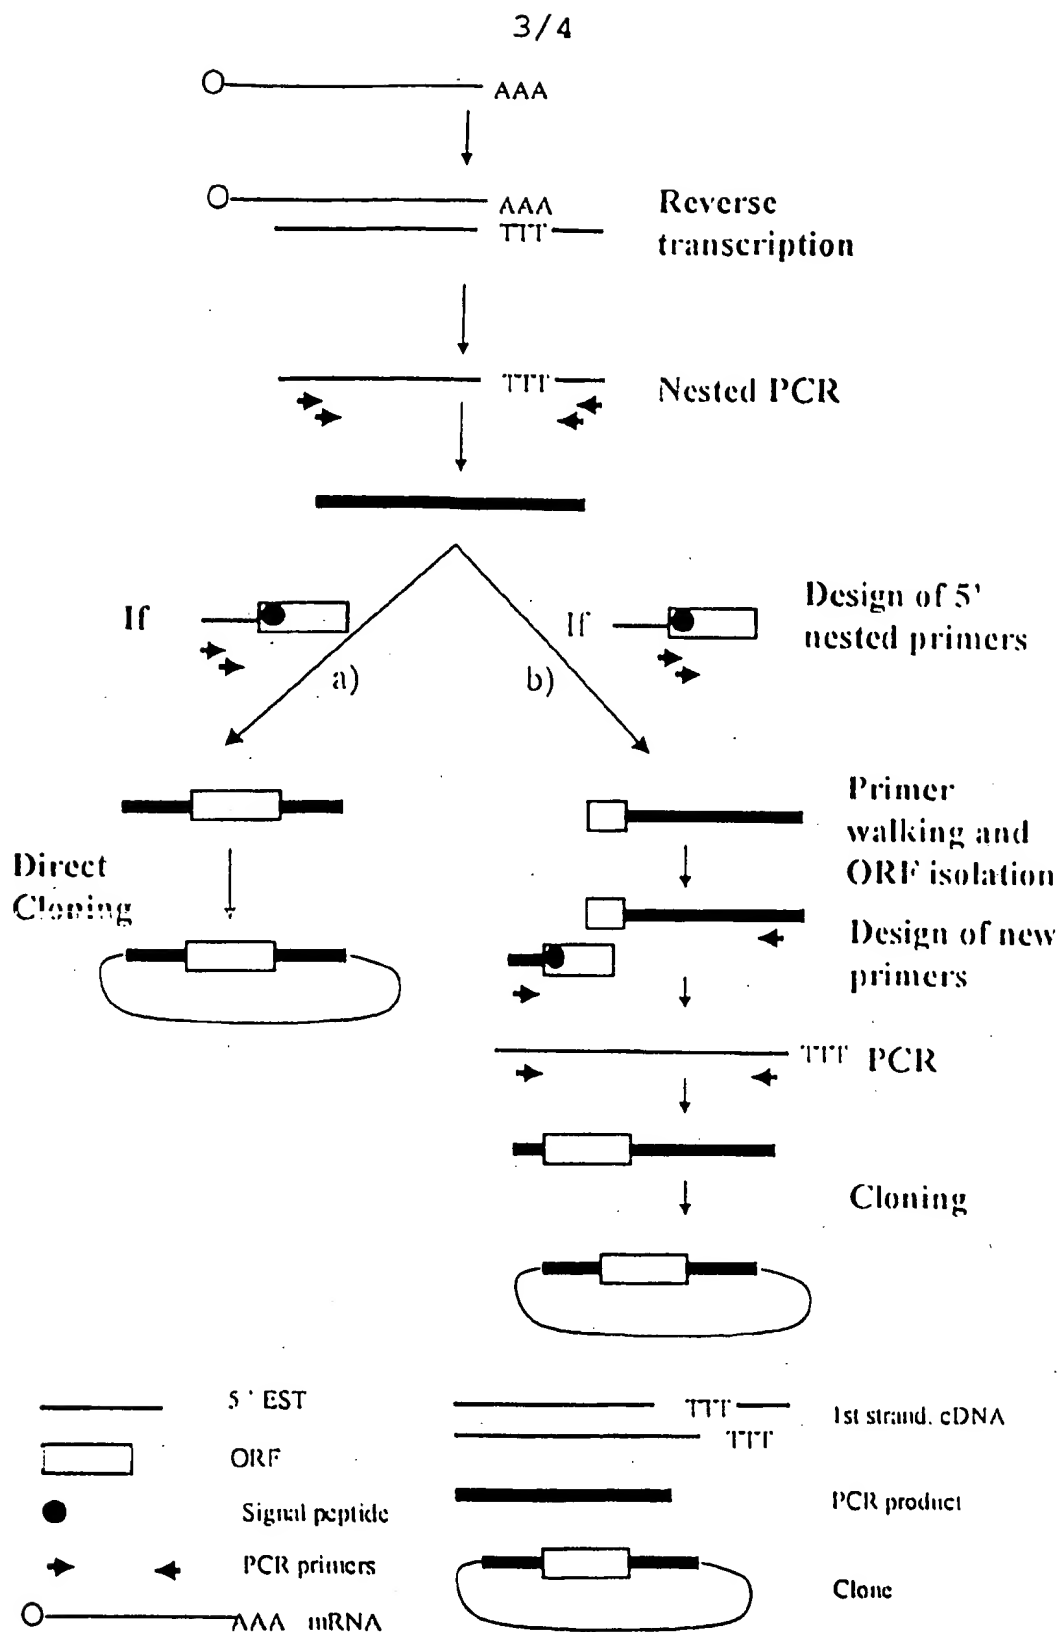 3/4
AAA
AAA
TTT
Reverse
transcription
TTT
Nested PCR
If
If
Design of 5'
nested primers
a)
b)
Primer
walking and
ORF isolation
Direct
Cloning
Design of new
primers
TTT PCR
Cloning
5' EST
TTT
1st strand. cDNA
TTT
ORF
Signal peptide
PCR product
PCR primers
Clone
AAA mRNA